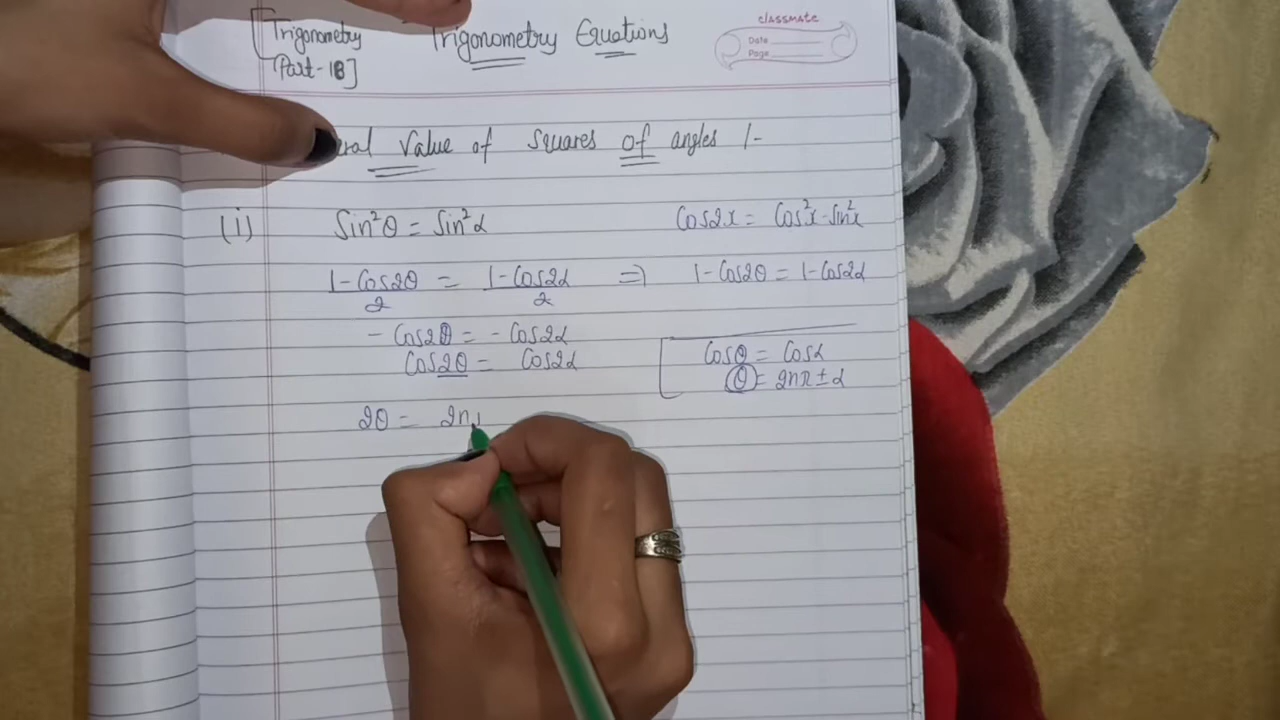 [Trigonometry
Part-18]
Trigonometry Equations
classmate
Date
Page
Value of Squares of angles :-
(i) Sin²θ = Sin²α
Cos2x = Cos²x - Sin²x
1-Cos2θ/2 = 1-Cos2α/2 ⇒ 1-Cos2θ = 1-Cos2α
-Cos2θ = -Cos2α
Cos2θ = Cos2α
Cosθ = Cosα
θ = 2nπ ± α
2θ = 2n